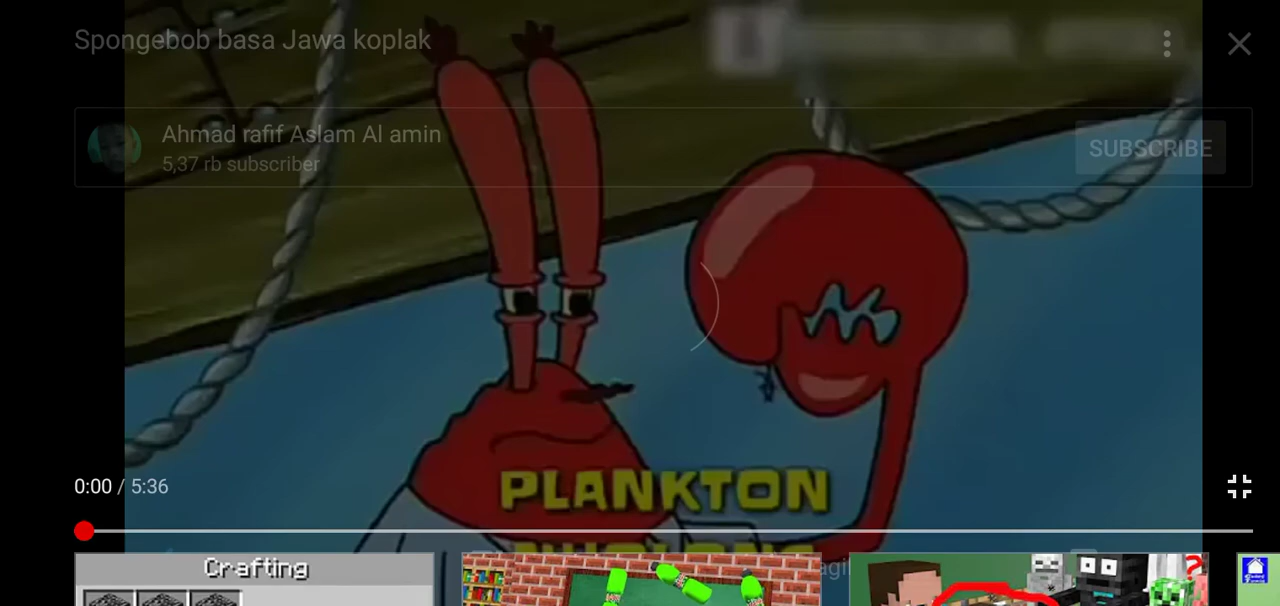 Spongebob basa Jawa koplak
Ahmad rafif Aslam Al amin
5,37 rb subscriber
SUBSCRIBE
PLANKTON
0:00 / 5:36
Crafting
?